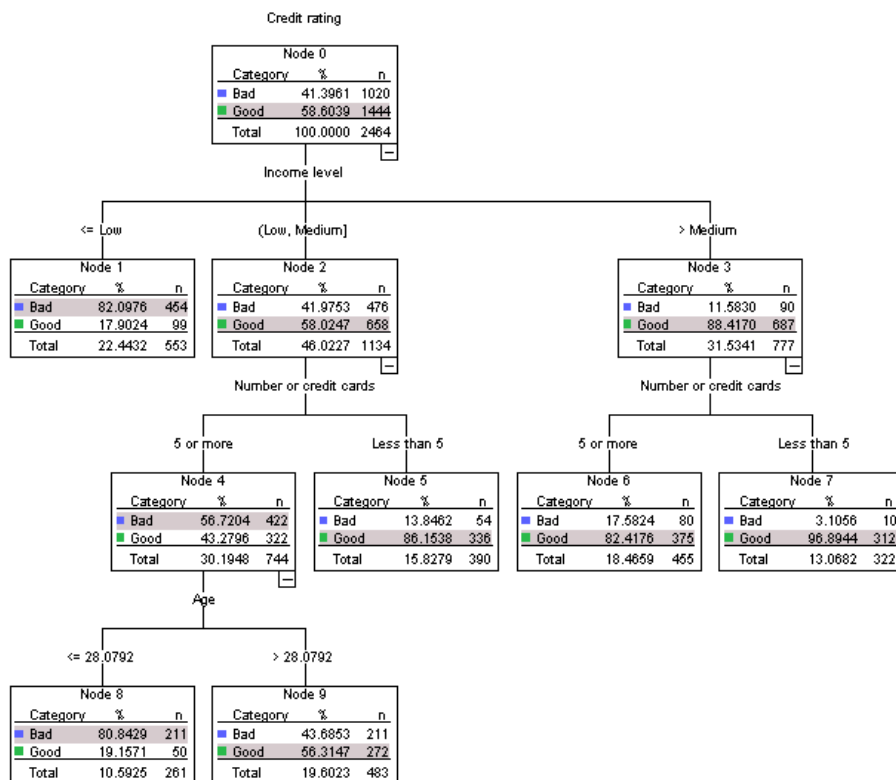 Credit rating
Node 0
Category % n
Bad 41.3961 1020
Good 58.6039 1444
Total 100.0000 2464
Income level
<= Low
(Low, Medium]
> Medium
Node 1
Category % n
Bad 82.0976 454
Good 17.9024 99
Total 22.4432 553
Node 2
Category % n
Bad 41.9753 476
Good 58.0247 658
Total 46.0227 1134
Node 3
Category % n
Bad 11.5830 90
Good 88.4170 687
Total 31.5341 777
Number or credit cards
Number or credit cards
5 or more
Less than 5
5 or more
Less than 5
Node 4
Category % n
Bad 56.7204 422
Good 43.2796 322
Total 30.1948 744
Node 5
Category % n
Bad 13.8462 54
Good 86.1538 336
Total 15.8279 390
Node 6
Category % n
Bad 17.5824 80
Good 82.4176 375
Total 18.4659 455
Node 7
Category % n
Bad 3.1056 10
Good 96.8944 312
Total 13.0682 322
Age
<= 28.0792
> 28.0792
Node 8
Category % n
Bad 80.8429 211
Good 19.1571 50
Total 10.5925 261
Node 9
Category % n
Bad 43.6853 211
Good 56.3147 272
Total 19.6023 483